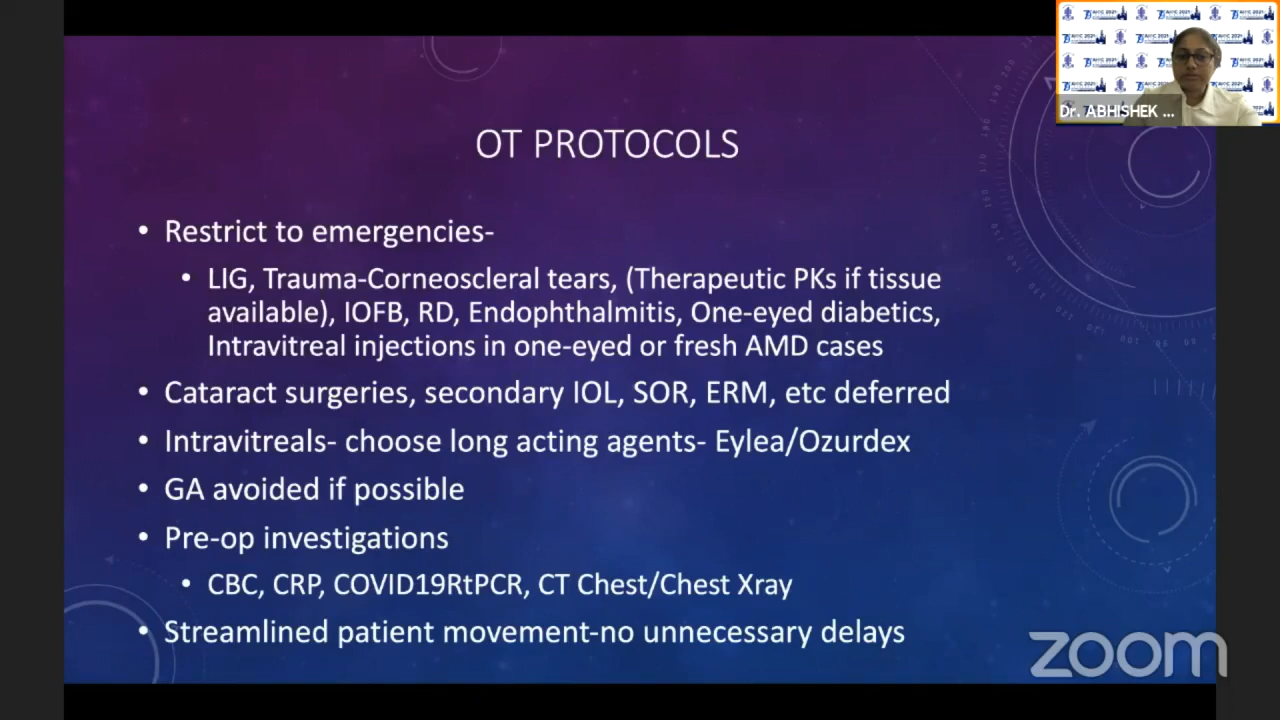 Dr. ABHISHEK ...
OT PROTOCOLS
• Restrict to emergencies-
• LIG, Trauma-Corneoscleral tears, (Therapeutic PKs if tissue
available), IOFB, RD, Endophthalmitis, One-eyed diabetics,
Intravitreal injections in one-eyed or fresh AMD cases
• Cataract surgeries, secondary IOL, SOR, ERM, etc deferred
• Intravitreals- choose long acting agents- Eylea/Ozurdex
• GA avoided if possible
• Pre-op investigations
• CBC, CRP, COVID19RtPCR, CT Chest/Chest Xray
• Streamlined patient movement-no unnecessary delays
zoom